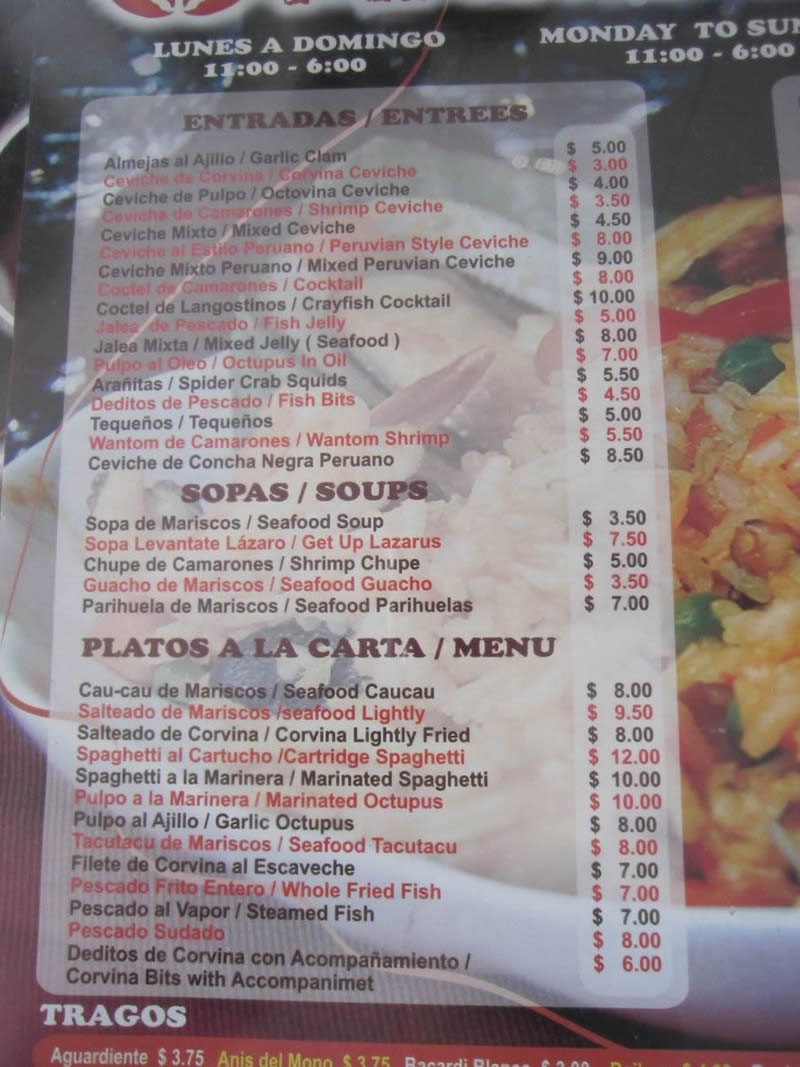 LUNES A DOMINGO
11:00 - 6:00
MONDAY TO SUN
11:00 - 6:00
ENTRADAS / ENTREES
Almejas al Ajillo / Garlic Clam $ 5.00
Ceviche de Corvina / Corvina Ceviche $ 3.00
Ceviche de Pulpo / Octovina Ceviche $ 4.00
Ceviche de Camarones / Shrimp Ceviche $ 3.50
Ceviche Mixto / Mixed Ceviche $ 4.50
Ceviche al Estilo Peruano / Peruvian Style Ceviche $ 8.00
Ceviche Mixto Peruano / Mixed Peruvian Ceviche $ 9.00
Coctel de Camarones / Cocktail $ 8.00
Coctel de Langostinos / Crayfish Cocktail $ 10.00
Jalea de Pescado / Fish Jelly $ 5.00
Jalea Mixta / Mixed Jelly ( Seafood ) $ 8.00
Pulpo al Oleo / Octupus In Oil $ 7.00
Arañitas / Spider Crab Squids $ 5.50
Deditos de Pescado / Fish Bits $ 4.50
Tequeños / Tequeños $ 5.00
Wantom de Camarones / Wantom Shrimp $ 5.50
Ceviche de Concha Negra Peruano $ 8.50
SOPAS / SOUPS
Sopa de Mariscos / Seafood Soup $ 3.50
Sopa Levantate Lázaro / Get Up Lazarus $ 7.50
Chupe de Camarones / Shrimp Chupe $ 5.00
Guacho de Mariscos / Seafood Guacho $ 3.50
Parihuela de Mariscos / Seafood Parihuelas $ 7.00
PLATOS A LA CARTA / MENU
Cau-cau de Mariscos / Seafood Caucau $ 8.00
Salteado de Mariscos /seafood Lightly $ 9.50
Salteado de Corvina / Corvina Lightly Fried $ 8.00
Spaghetti al Cartucho /Cartridge Spaghetti $ 12.00
Spaghetti a la Marinera / Marinated Spaghetti $ 10.00
Pulpo a la Marinera / Marinated Octupus $ 10.00
Pulpo al Ajillo / Garlic Octupus $ 8.00
Tacutacu de Mariscos / Seafood Tacutacu $ 8.00
Filete de Corvina al Escaveche $ 7.00
Pescado Frito Entero / Whole Fried Fish $ 7.00
Pescado al Vapor / Steamed Fish $ 7.00
Pescado Sudado $ 8.00
Deditos de Corvina con Acompañamiento / $ 6.00
Corvina Bits with Accompanimet
TRAGOS
Aguardiente $ 3.75 Anis del Mono $ 3.75 Bacardi Blanco